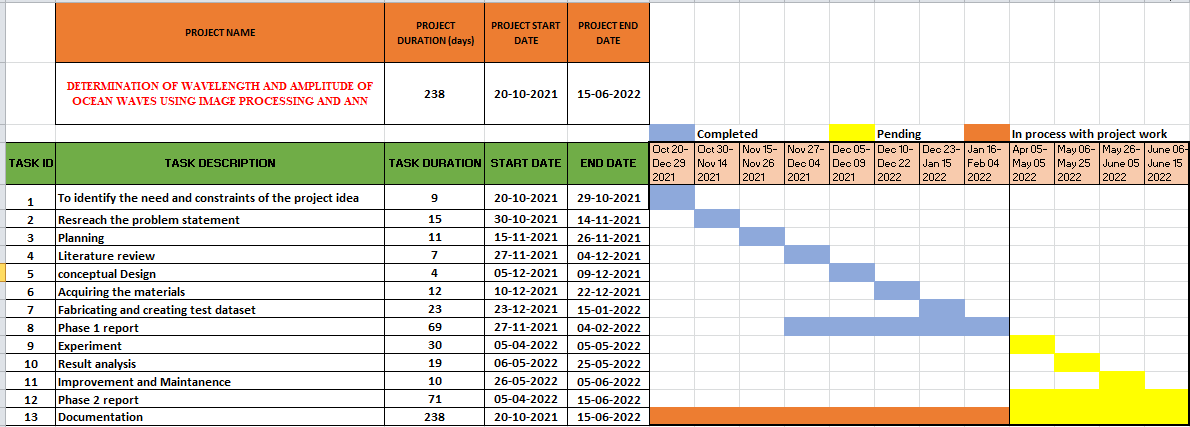 PROJECT NAME PROJECT DURATION (days) PROJECT START DATE PROJECT END DATE
DETERMINATION OF WAVELENGTH AND AMPLITUDE OF
OCEAN WAVES USING IMAGE PROCESSING AND ANN 238 20-10-2021 15-06-2022
Completed Pending In process with project work
TASK ID TASK DESCRIPTION TASK DURATION START DATE END DATE Oct 20-Dec 29 2021 Oct 30-Nov 14 2021 Nov 15-Nov 26 2021 Nov 27-Dec 04 2021 Dec 05-Dec 09 2021 Dec 10-Dec 22 2022 Dec 23-Jan 15 2022 Jan 16-Feb 04 2022 Apr 05-May 05 2022 May 06-May 25 2022 May 26-June 05 2022 June 06-June 15 2022
1 To identify the need and constraints of the project idea 9 20-10-2021 29-10-2021
2 Resreach the problem statement 15 30-10-2021 14-11-2021
3 Planning 11 15-11-2021 26-11-2021
4 Literature review 7 27-11-2021 04-12-2021
5 conceptual Design 4 05-12-2021 09-12-2021
6 Acquiring the materials 12 10-12-2021 22-12-2021
7 Fabricating and creating test dataset 23 23-12-2021 15-01-2022
8 Phase 1 report 69 27-11-2021 04-02-2022
9 Experiment 30 05-04-2022 05-05-2022
10 Result analysis 19 06-05-2022 25-05-2022
11 Improvement and Maintanence 10 26-05-2022 05-06-2022
12 Phase 2 report 71 05-04-2022 15-06-2022
13 Documentation 238 20-10-2021 15-06-2022